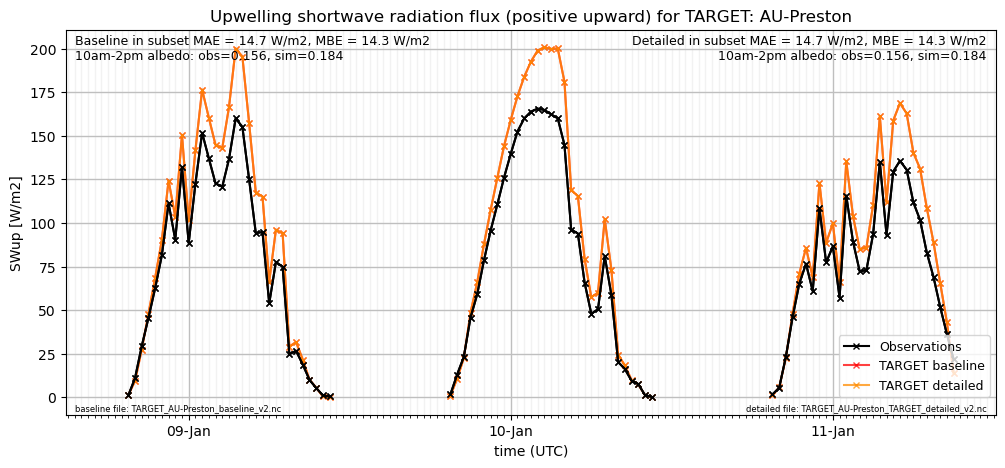 Upwelling shortwave radiation flux (positive upward) for TARGET: AU-Preston
Baseline in subset MAE = 14.7 W/m2, MBE = 14.3 W/m2
10am-2pm albedo: obs=0.156, sim=0.184
Detailed in subset MAE = 14.7 W/m2, MBE = 14.3 W/m2
10am-2pm albedo: obs=0.156, sim=0.184
SWup [W/m2]
200
175
150
125
100
75
50
25
0
Observations
TARGET baseline
TARGET detailed
baseline file: TARGET_AU-Preston_baseline_v2.nc
detailed file: TARGET_AU-Preston_TARGET_detailed_v2.nc
09-Jan
10-Jan
11-Jan
time (UTC)